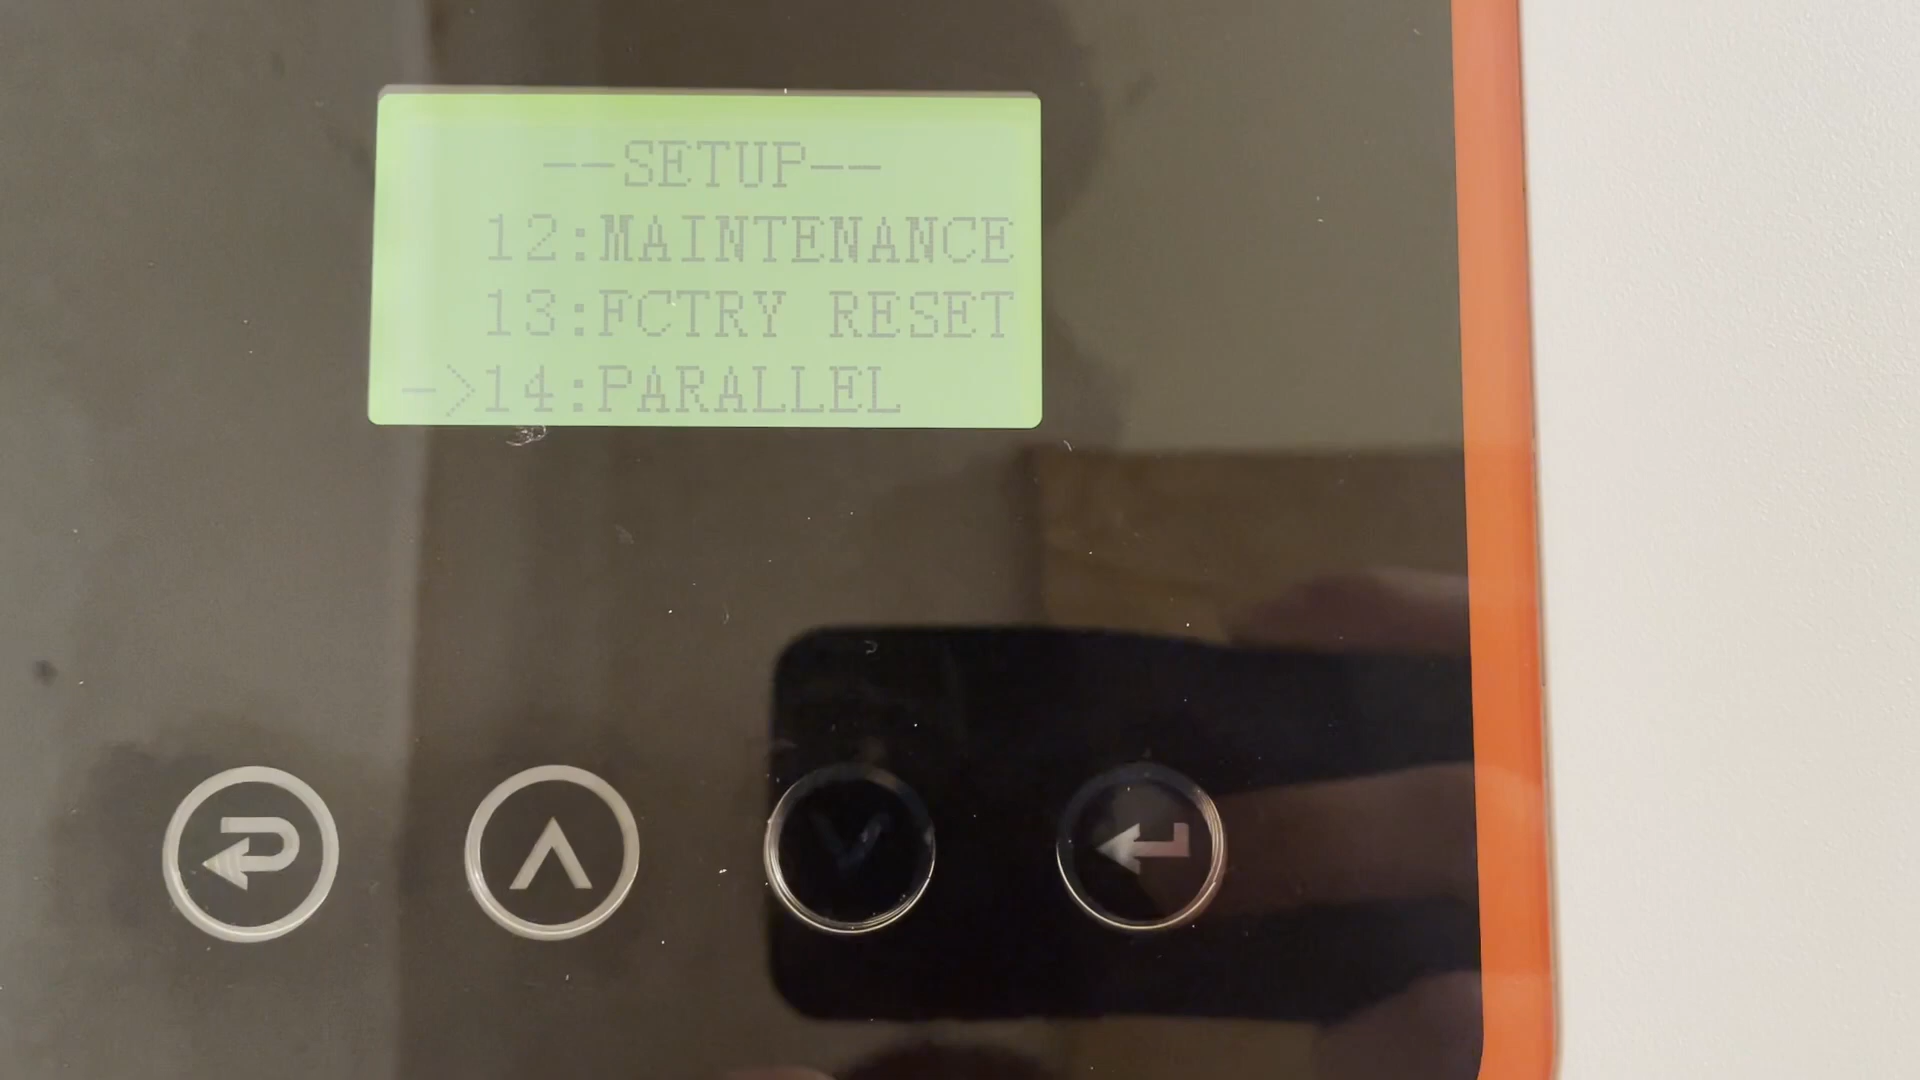 --SETUP--
12:MAINTENANCE
13:FCTRY RESET
->14:PARALLEL